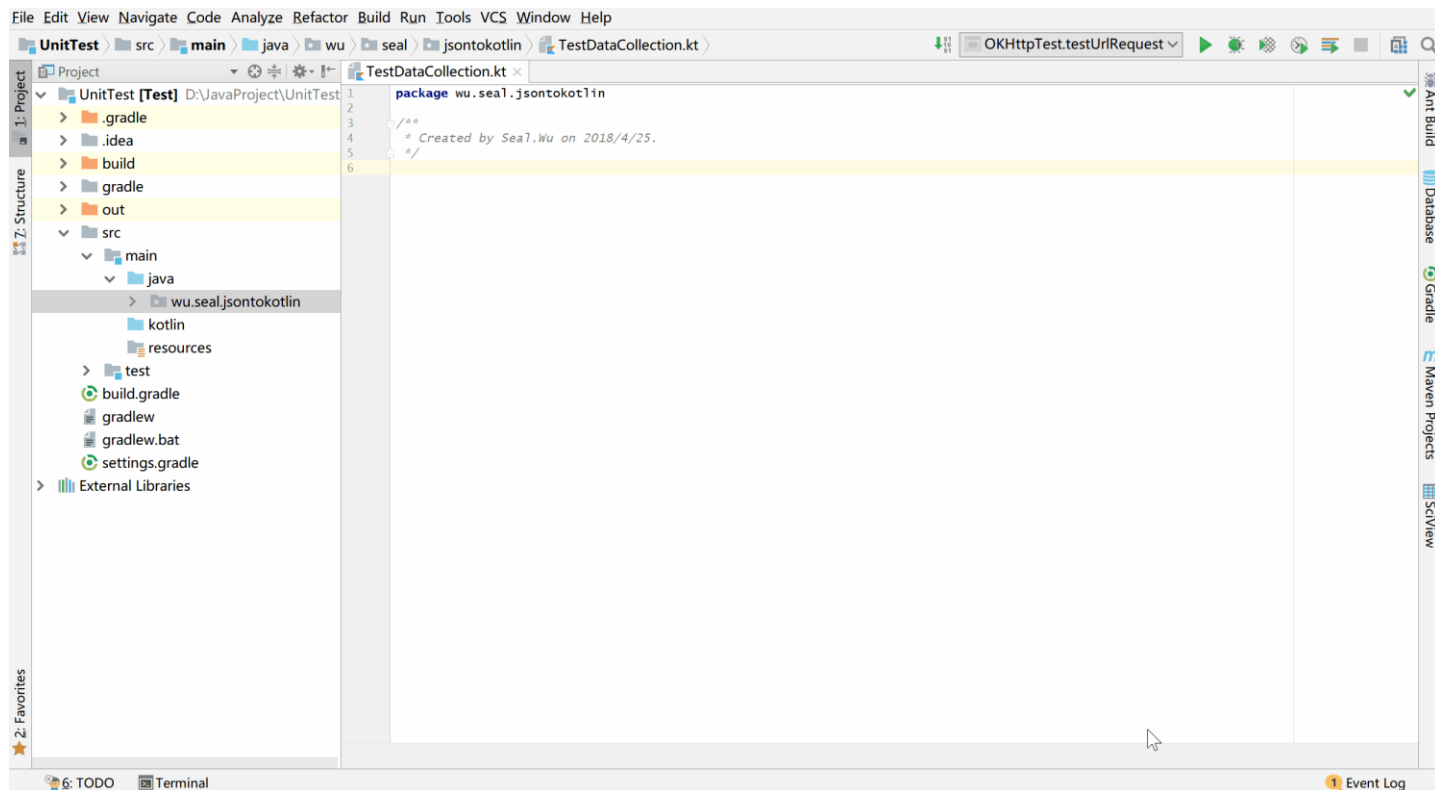 File Edit View Navigate Code Analyze Refactor Build Run Tools VCS Window Help
UnitTest src main java wu seal jsontokotlin TestDataCollection.kt
OKHttpTest.testUrlRequest
1: Project
Z: Structure
2: Favorites
Project
UnitTest [Test] D:\JavaProject\UnitTest
.gradle
.idea
build
gradle
out
src
main
java
wu.seal.jsontokotlin
kotlin
resources
test
build.gradle
gradlew
gradlew.bat
settings.gradle
External Libraries
TestDataCollection.kt
1 package wu.seal.jsontokotlin
2
3 /**
4 * Created by Seal.Wu on 2018/4/25.
5 */
6
Ant Build
Database
Gradle
Maven Projects
SciView
6: TODO Terminal
1 Event Log